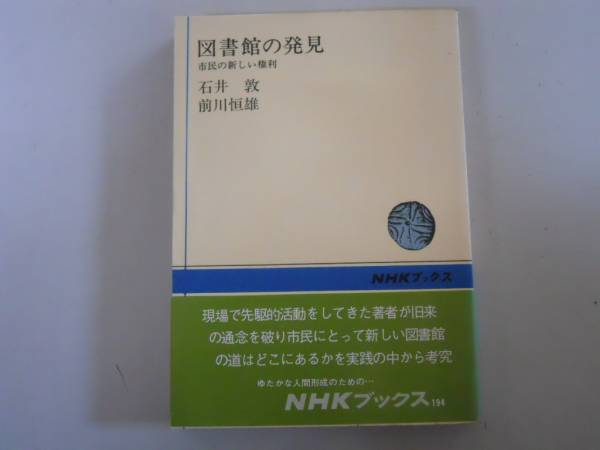 図書館の発見
市民の新しい権利
石井 敦
前川恒雄
NHKブックス
現場で先駆的活動をしてきた著者が旧来
の通念を破り市民にとって新しい図書館
の道はどこにあるかを実践の中から考究
ゆたかな人間形成のための…
NHKブックス194